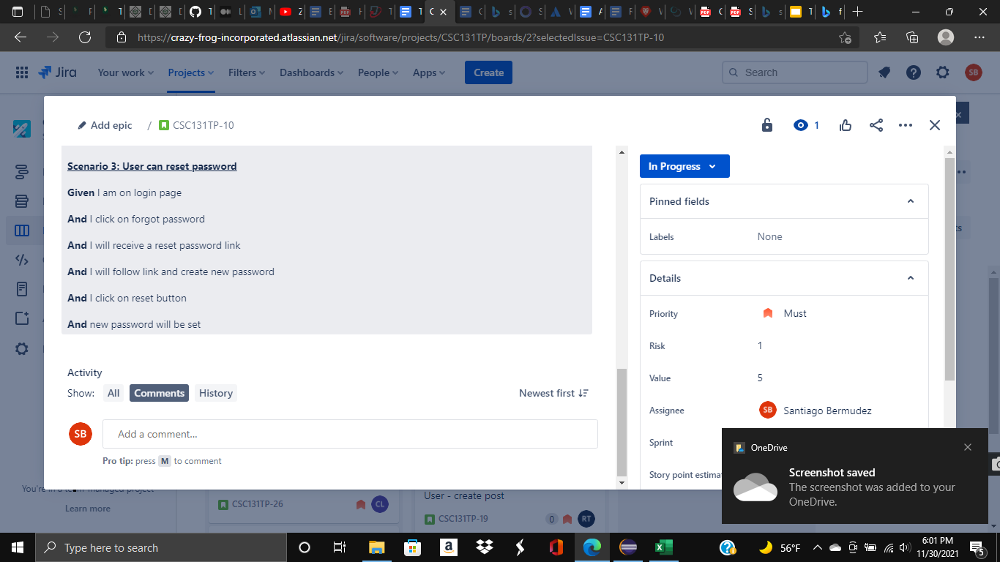 https://crazy-frog-incorporated.atlassian.net/jira/software/projects/CSC131TP/boards/2?selectedIssue=CSC131TP-10
Jira
Your work
Projects
Filters
Dashboards
People
Apps
Create
Search
SB
Add epic / CSC131TP-10
1
Scenario 3: User can reset password
Given I am on login page
And I click on forgot password
And I will receive a reset password link
And I will follow link and create new password
And I click on reset button
And new password will be set
Activity
Show: All Comments History
Newest first
SB
Add a comment...
Pro tip: press M to comment
In Progress
Pinned fields
Labels None
Details
Priority Must
Risk 1
Value 5
Assignee SB Santiago Bermudez
Sprint
Story point estimat
OneDrive
Screenshot saved
The screenshot was added to your
OneDrive.
Learn more
CSC131TP-26
CL
User - create post
CSC131TP-19
0
RT
Type here to search
56°F
6:01 PM
11/30/2021
5